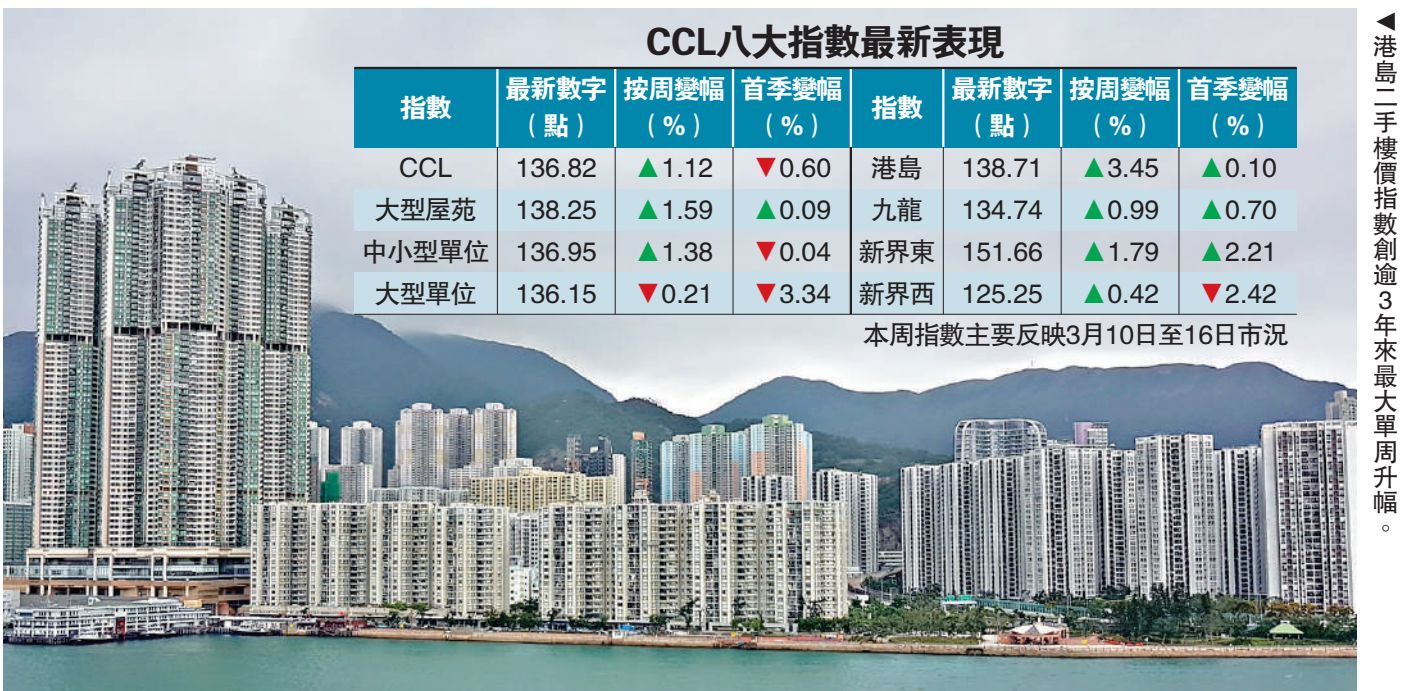 CCL八大指數最新表現
指數 最新數字（點） 按周變幅（%） 首季變幅（%） 指數 最新數字（點） 按周變幅（%） 首季變幅（%）
CCL 136.82 ▲1.12 ▼0.60 港島 138.71 ▲3.45 ▲0.10
大型屋苑 138.25 ▲1.59 ▲0.09 九龍 134.74 ▲0.99 ▲0.70
中小型單位 136.95 ▲1.38 ▼0.04 新界東 151.66 ▲1.79 ▲2.21
大型單位 136.15 ▼0.21 ▼3.34 新界西 125.25 ▲0.42 ▼2.42
本周指數主要反映3月10日至16日市況
◀港島二手樓價指數創逾3年來最大單周升幅。